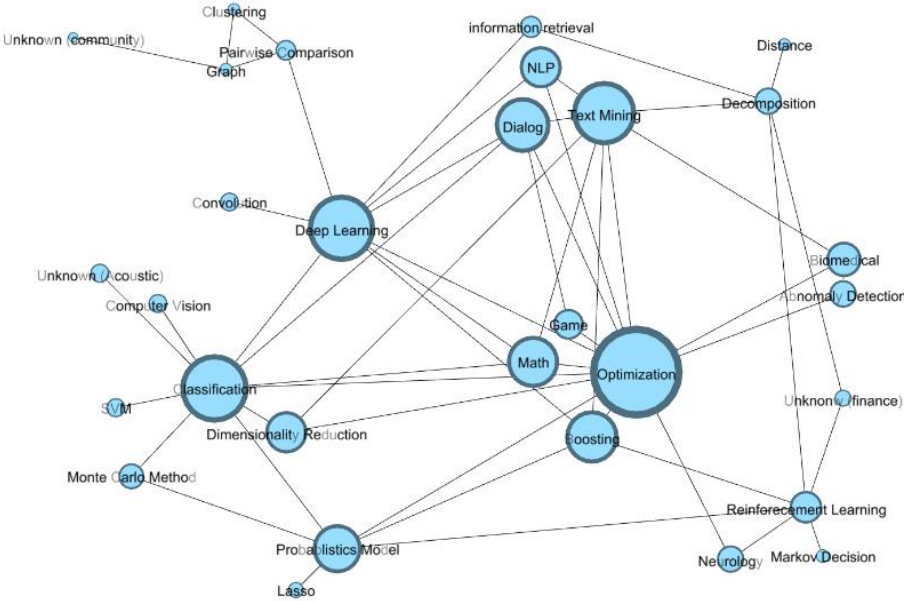 Clustering
information retrieval
Unknown (community)
Pairwise Comparison
Distance
Graph
NLP
Decomposition
Text Mining
Dialog
Convolution
Deep Learning
Biomedical
Unknown (Acoustic)
Abnomaly Detection
Computer Vision
Game
Math
Optimization
Classification
Unknonw (finance)
SVM
Dimensionality Reduction
Boosting
Monte Carlo Method
Reinforecement Learning
Probablistics Model
Neurology
Markov Decision
Lasso